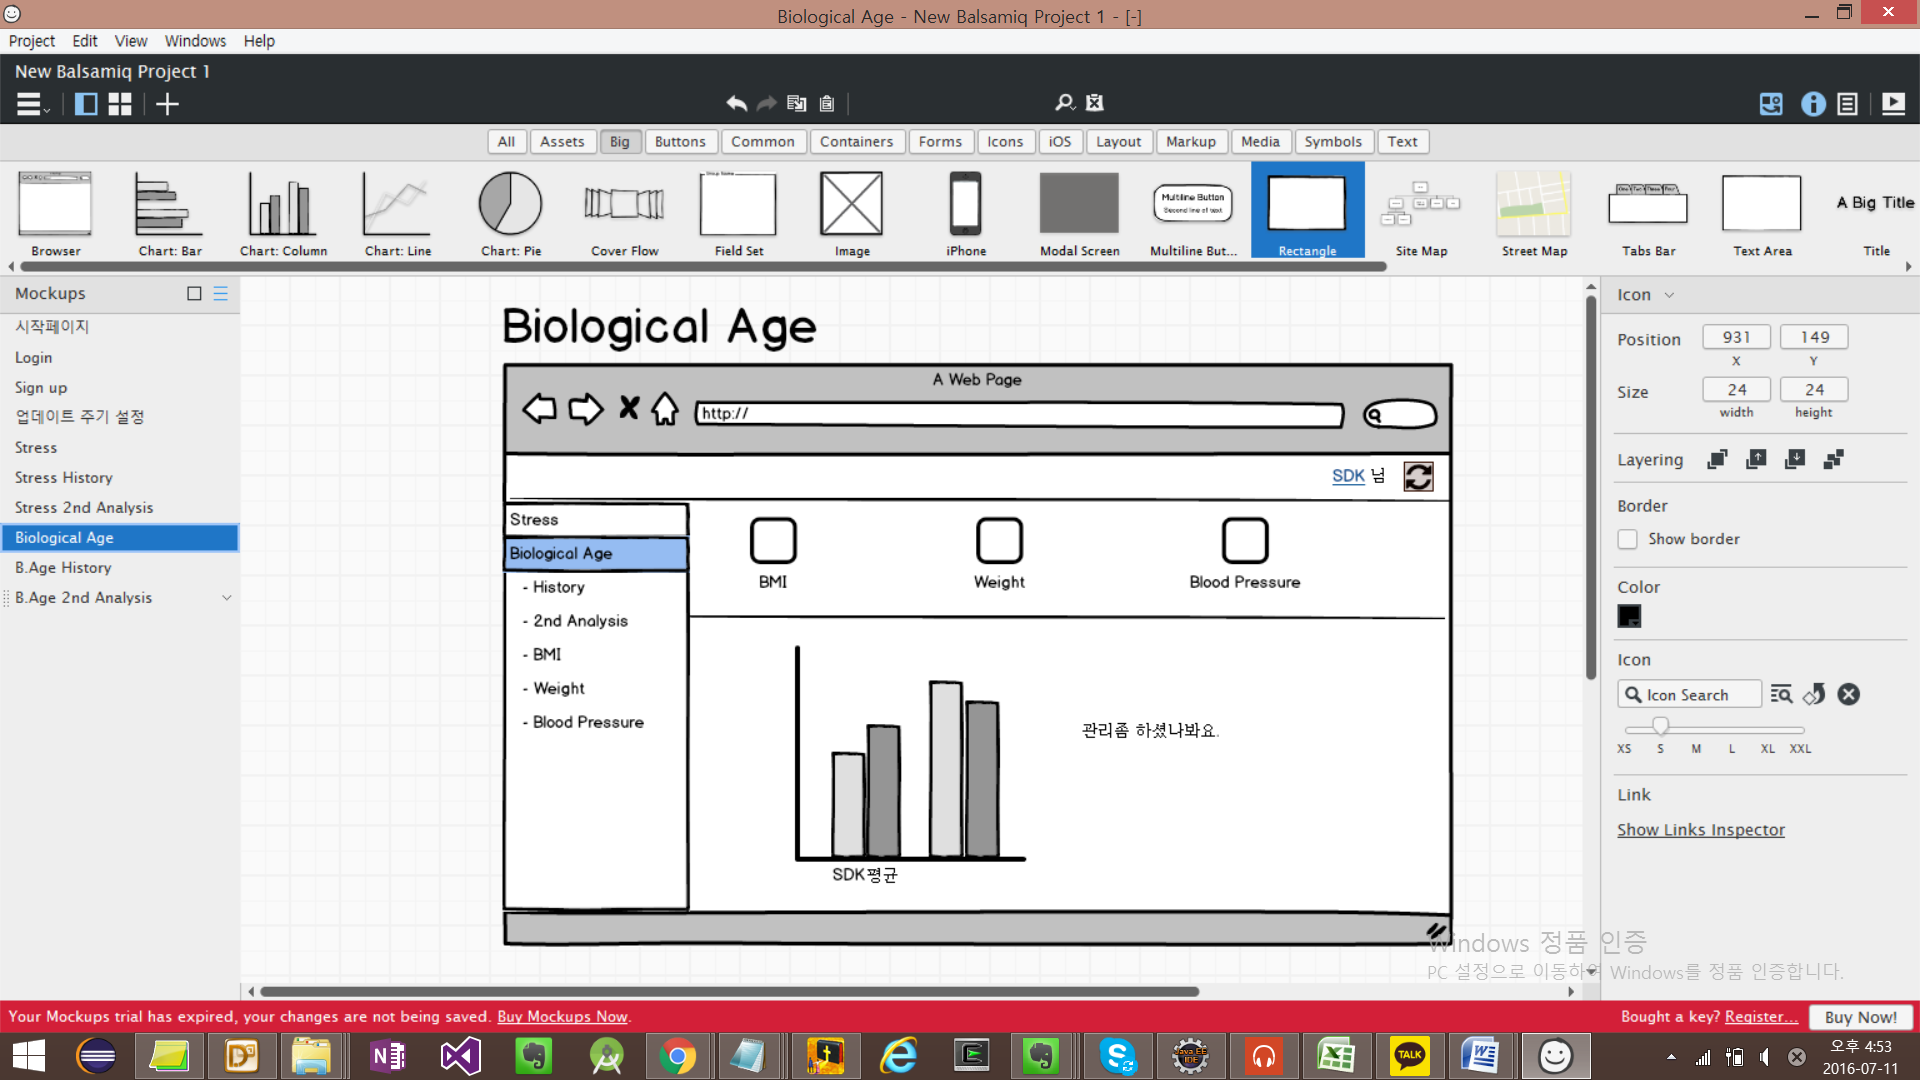 Biological Age - New Balsamiq Project 1 - [-]
Project Edit View Windows Help
New Balsamiq Project 1
All Assets Big Buttons Common Containers Forms Icons iOS Layout Markup Media Symbols Text
Browser Chart: Bar Chart: Column Chart: Line Chart: Pie Cover Flow Field Set Image iPhone Modal Screen Multiline But... Rectangle Site Map Street Map Tabs Bar Text Area Title
Multiline Button
Second line of text
A Big Title
Mockups
시작페이지
Login
Sign up
업데이트 주기 설정
Stress
Stress History
Stress 2nd Analysis
Biological Age
B.Age History
B.Age 2nd Analysis
Biological Age
A Web Page
http://
SDK 님
Stress
Biological Age
- History
- 2nd Analysis
- BMI
- Weight
- Blood Pressure
BMI Weight Blood Pressure
관리좀 하셨나봐요.
SDK평균
Icon
Position 931 149
X Y
Size 24 24
width height
Layering
Border
Show border
Color
Icon
Icon Search
XS S M L XL XXL
Link
Show Links Inspector
Windows 정품 인증
PC 설정으로 이동하여 Windows를 정품 인증합니다.
Your Mockups trial has expired, your changes are not being saved. Buy Mockups Now.
Bought a key? Register... Buy Now!
TALK
오후 4:53
2016-07-11